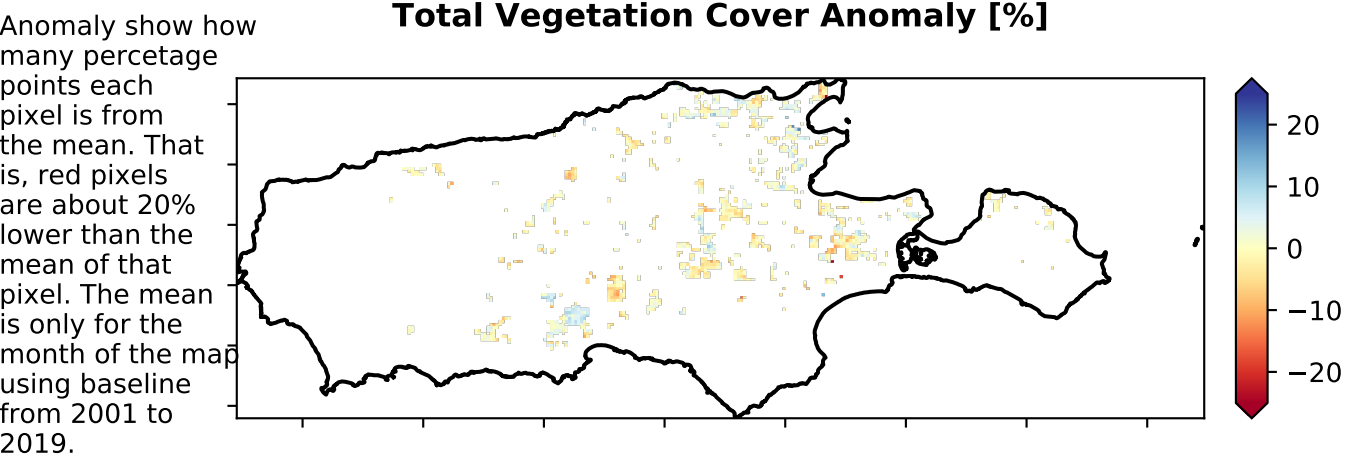 Total Vegetation Cover Anomaly [%]
Anomaly show how
many percetage
points each
pixel is from
the mean. That
is, red pixels
are about 20%
lower than the
mean of that
pixel. The mean
is only for the
month of the map
using baseline
from 2001 to
2019.
20
10
0
−10
−20